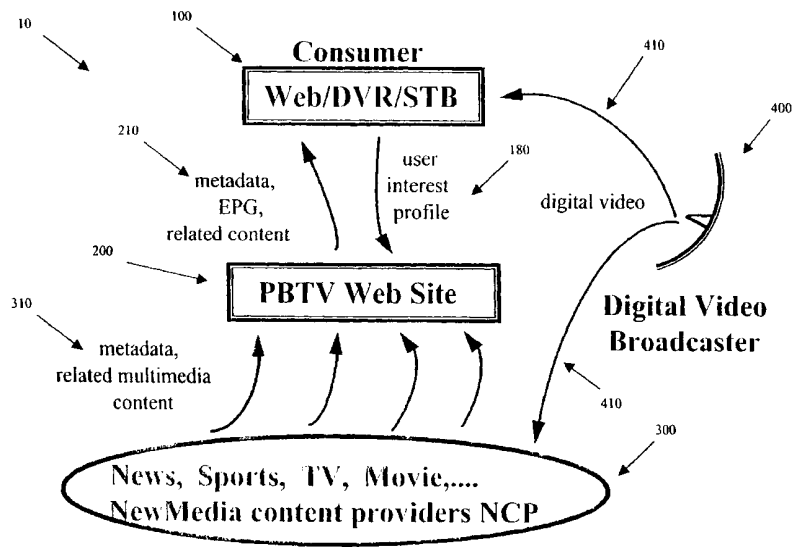 10
100
Consumer
Web/DVR/STB
410
400
210
metadata,
EPG,
related content
user
interest
profile
180
digital video
200
PBTV Web Site
Digital Video
Broadcaster
310
metadata,
related multimedia
content
410
300
News, Sports, TV, Movie,....
NewMedia content providers NCP